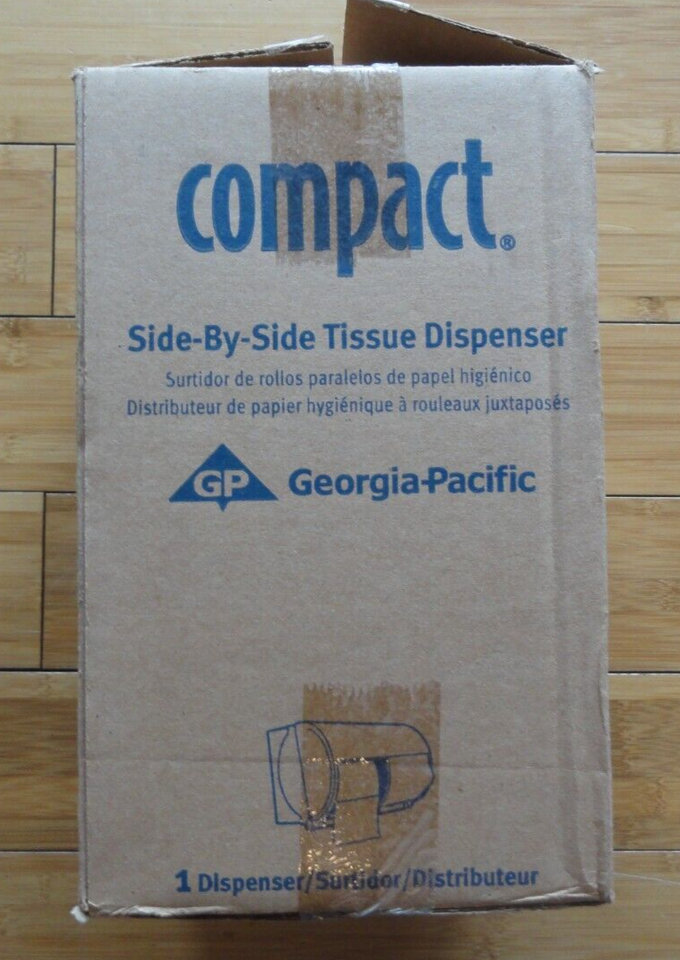 compact®
Side-By-Side Tissue Dispenser
Surtidor de rollos paralelos de papel higiénico
Distributeur de papier hygiénique à rouleaux juxtaposés
GP Georgia-Pacific
1 Dispenser/Surtidor/Distributeur